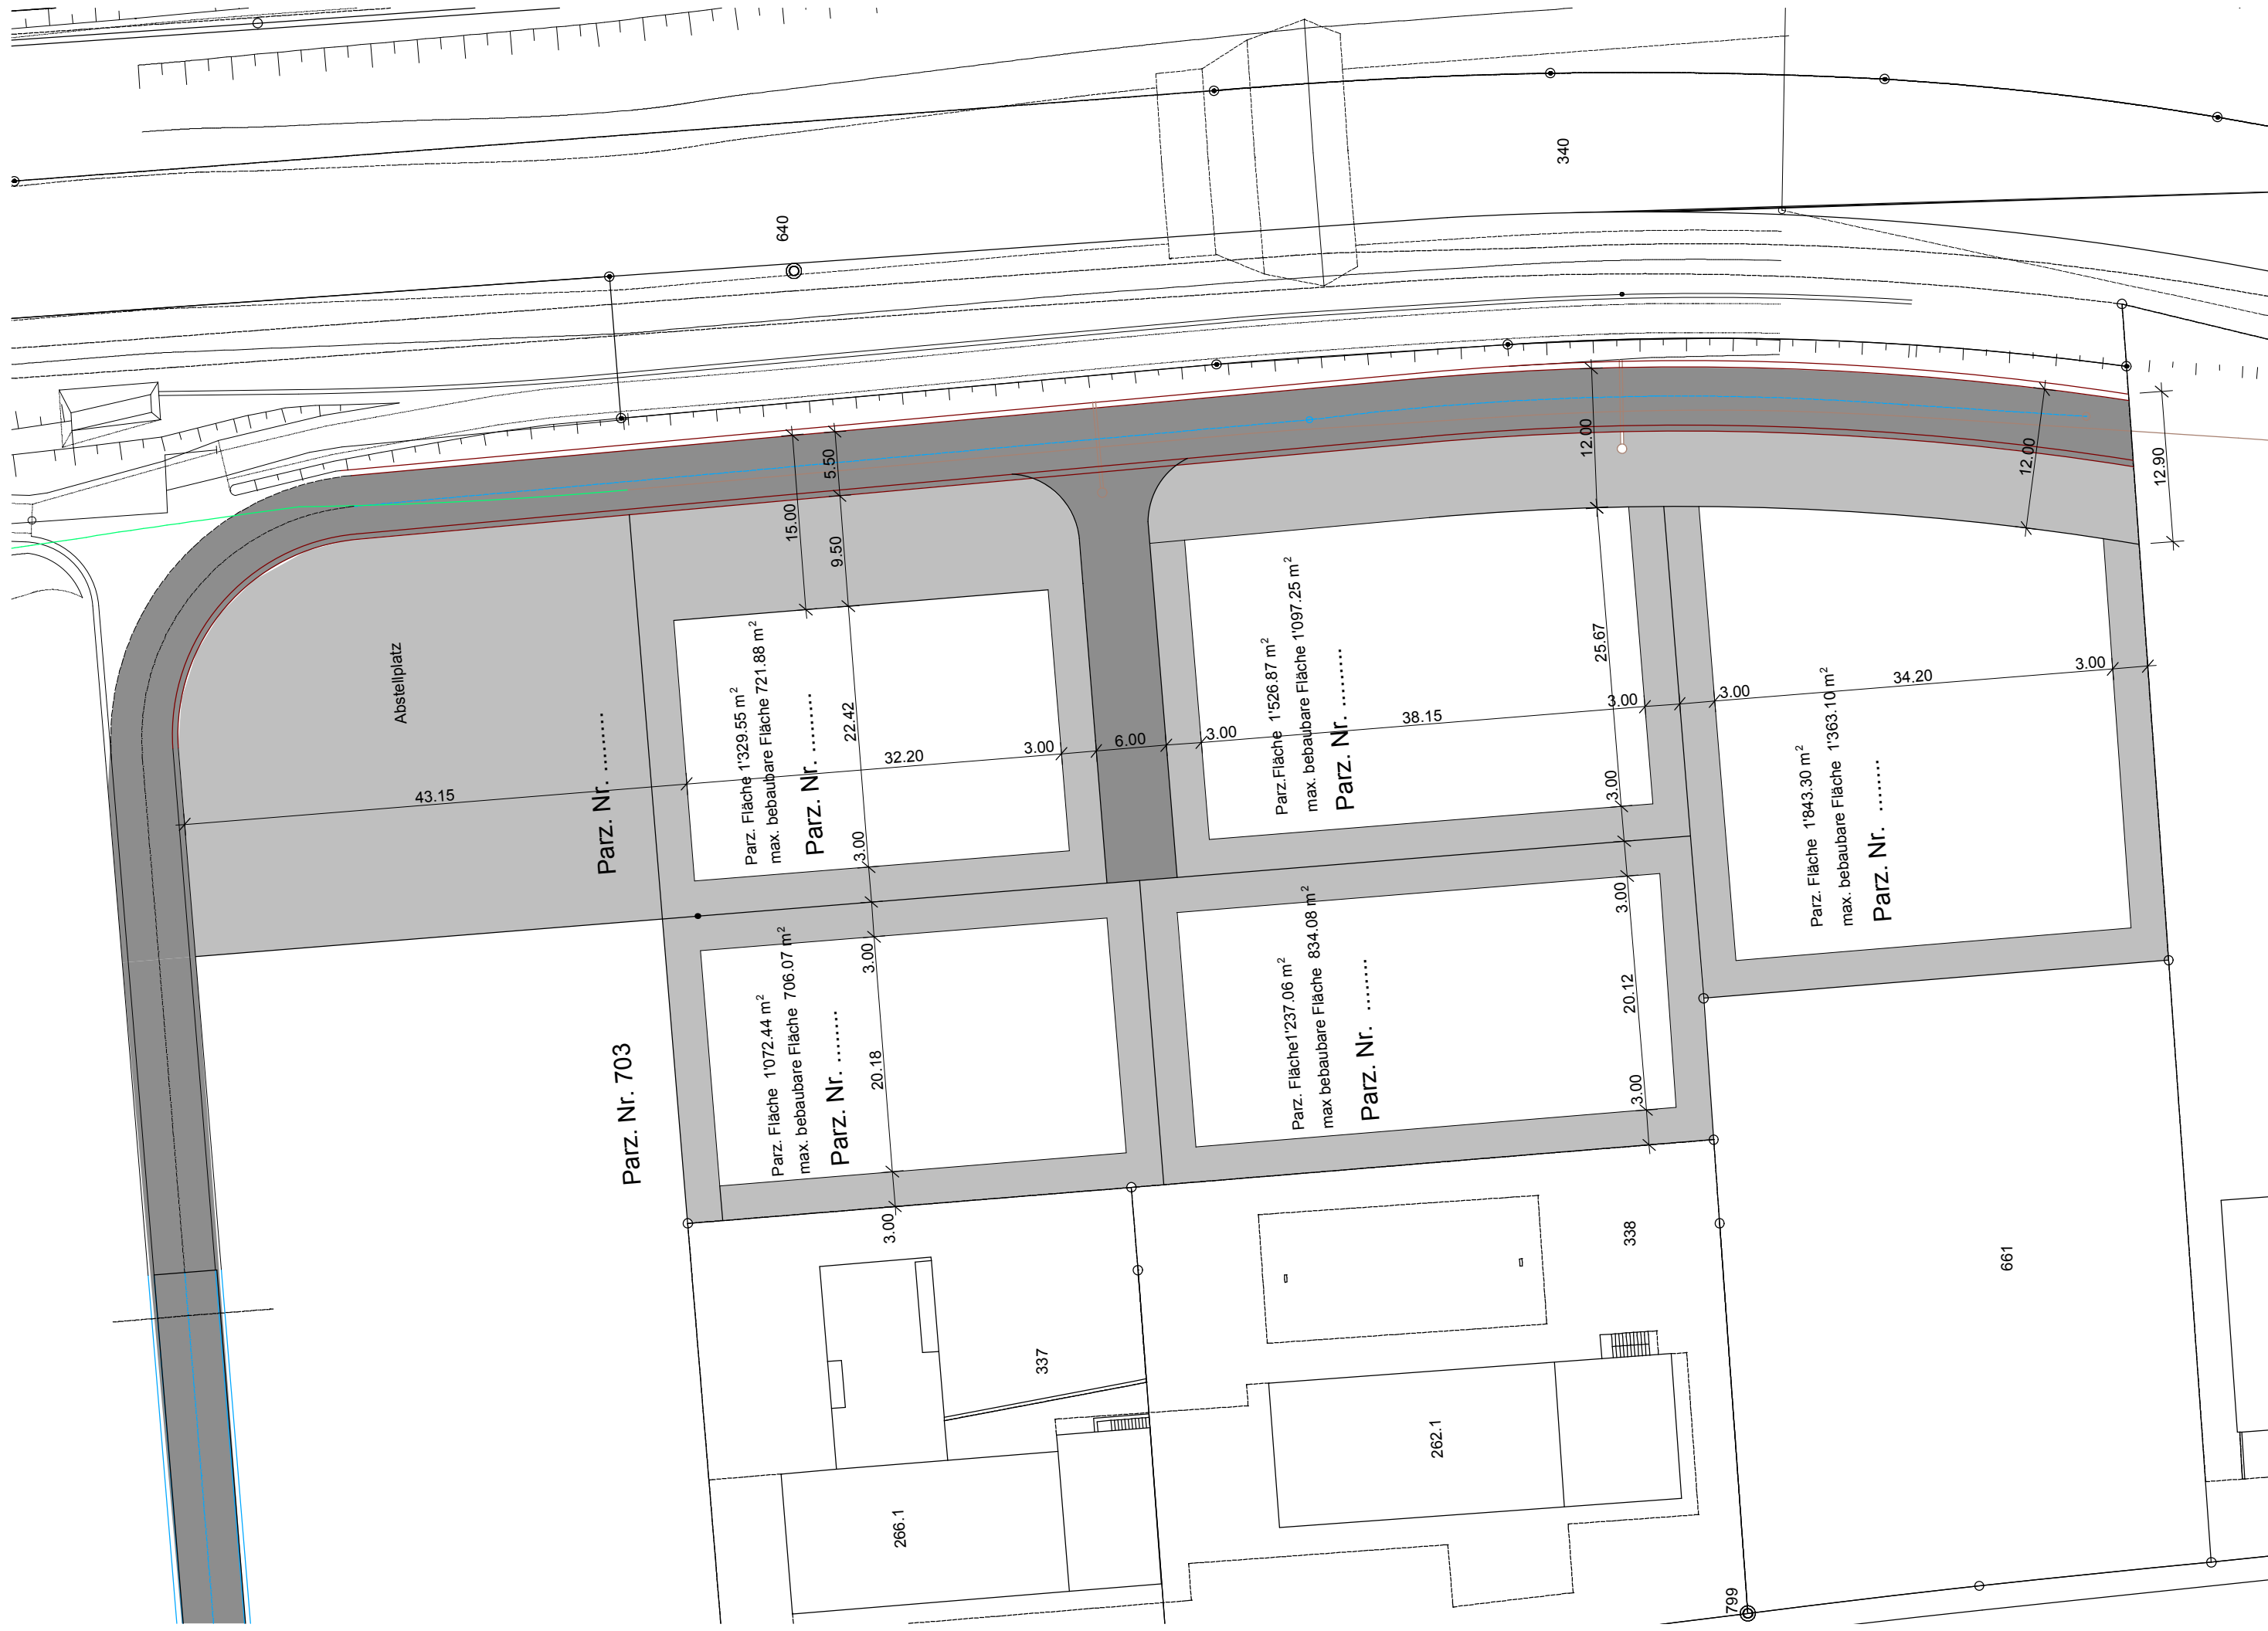 340
640
5.50
12.00
12.00
12.90
15.00
9.50
Abstellplatz
Parz. Nr. .........
43.15
Parz. Fläche 1'329.55 m²
max. bebaubare Fläche 721.88 m²
Parz. Nr. .........
22.42
32.20
3.00
3.00
6.00
Parz.Fläche 1'526.87 m²
max. bebaubare Fläche 1'097.25 m²
Parz. Nr. ..........
25.67
3.00
38.15
3.00
3.00
3.00
34.20
3.00
Parz. Fläche 1'843.30 m²
max. bebaubare Fläche 1'363.10 m²
Parz. Nr. ........
Parz. Nr. 703
Parz. Fläche 1'072.44 m²
max. bebaubare Fläche 706.07 m²
Parz. Nr. .........
3.00
20.18
3.00
Parz. Fläche1'237.06 m²
max bebaubare Fläche 834.08 m²
Parz. Nr. ........
3.00
20.12
3.00
337
338
661
266.1
262.1
799